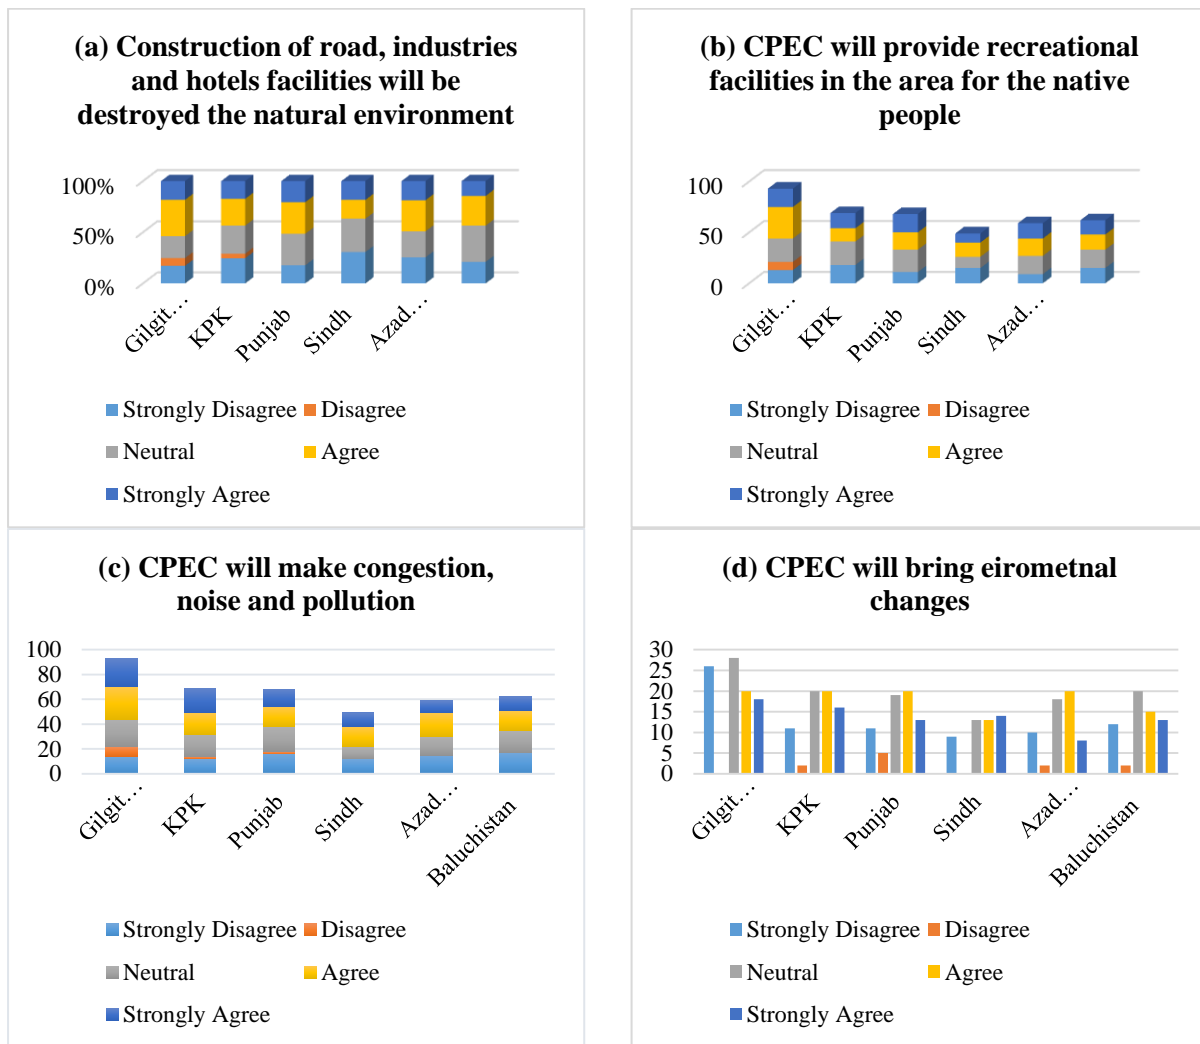 (a) Construction of road, industries
and hotels facilities will be
destroyed the natural environment
100%
50%
0%
Gilgit…
KPK
Punjab
Sindh
Azad…
Strongly Disagree
Disagree
Neutral
Agree
Strongly Agree
(b) CPEC will provide recreational
facilities in the area for the native
people
100
50
0
Gilgit…
KPK
Punjab
Sindh
Azad…
Strongly Disagree
Disagree
Neutral
Agree
Strongly Agree
(c) CPEC will make congestion,
noise and pollution
100
80
60
40
20
0
Gilgit…
KPK
Punjab
Sindh
Azad…
Baluchistan
Strongly Disagree
Disagree
Neutral
Agree
Strongly Agree
(d) CPEC will bring eirometnal
changes
30
25
20
15
10
5
0
Gilgit…
KPK
Punjab
Sindh
Azad…
Baluchistan
Strongly Disagree
Disagree
Neutral
Agree
Strongly Agree